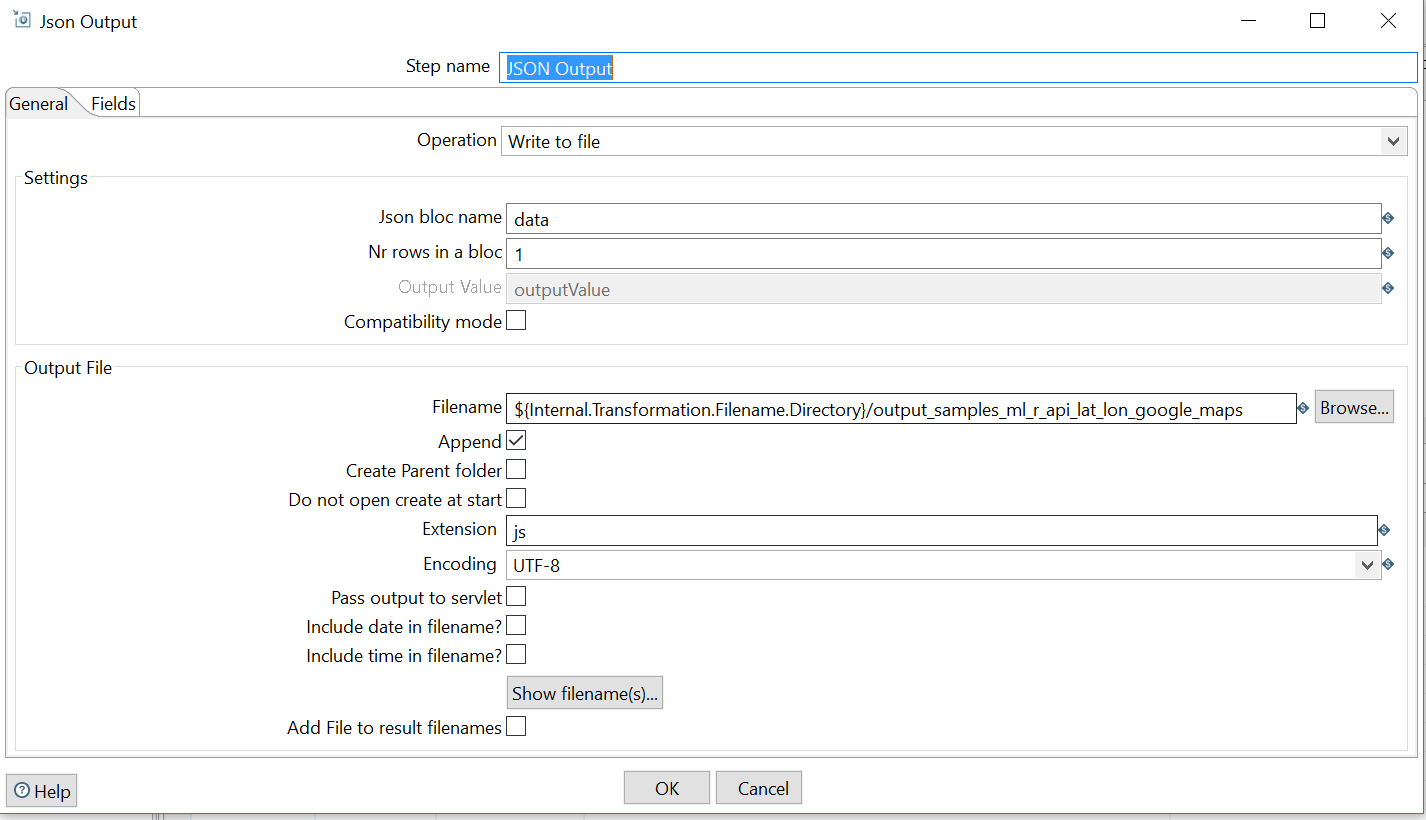 Json Output
Step name JSON Output
General Fields
Operation Write to file
Settings
Json bloc name data
Nr rows in a bloc 1
Output Value outputValue
Compatibility mode
Output File
Filename ${Internal.Transformation.Filename.Directory}/output_samples_ml_r_api_lat_lon_google_maps Browse...
Append
Create Parent folder
Do not open create at start
Extension js
Encoding UTF-8
Pass output to servlet
Include date in filename?
Include time in filename?
Show filename(s)...
Add File to result filenames
Help OK Cancel